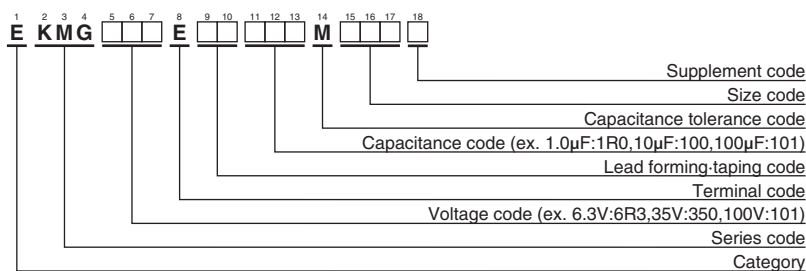 1 2 3 4 5 6 7 8 9 10 11 12 13 14 15 16 17 18
E KMG □□□ E □□ □□□ M □□□ □
Supplement code
Size code
Capacitance tolerance code
Capacitance code (ex. 1.0μF:1R0,10μF:100,100μF:101)
Lead forming·taping code
Terminal code
Voltage code (ex. 6.3V:6R3,35V:350,100V:101)
Series code
Category